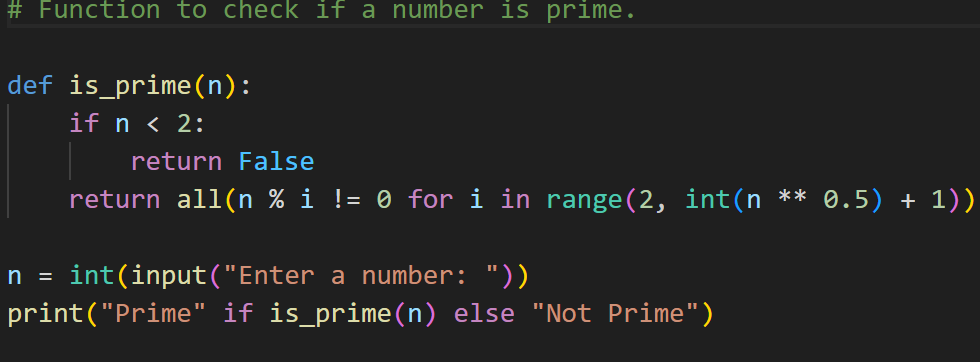 # Function to check if a number is prime.
def is_prime(n):
    if n < 2:
        return False
    return all(n % i != 0 for i in range(2, int(n ** 0.5) + 1))
n = int(input("Enter a number: "))
print("Prime" if is_prime(n) else "Not Prime")